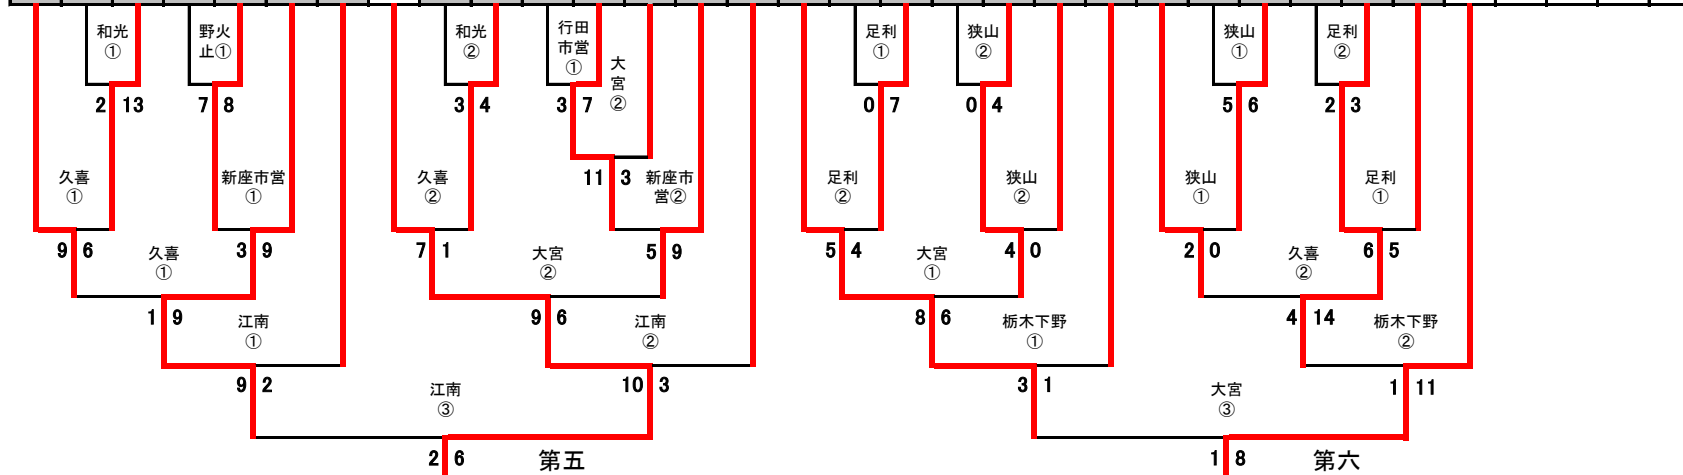 和光 野火 和光 行田 足利 狭山 狭山 足利
① 止① ② 市営 ① ② ① ②
① 大
宮
②
2 13 7 8 3 4 3 7 0 7 0 4 5 6 2 3
11 3
久喜 新座市営 久喜 新座市 足利 狭山 狭山 足利
① ① ② 営② ② ② ① ①
9 6 3 9 7 1 5 9 5 4 4 0 2 0 6 5
久喜 大宮 大宮 久喜
① ② ① ②
1 9 9 6 8 6 4 14
江南 江南 栃木下野 栃木下野
① ② ① ②
9 2 10 3 3 1 1 11
江南 大宮
③ ③
2 6 第五 1 8 第六